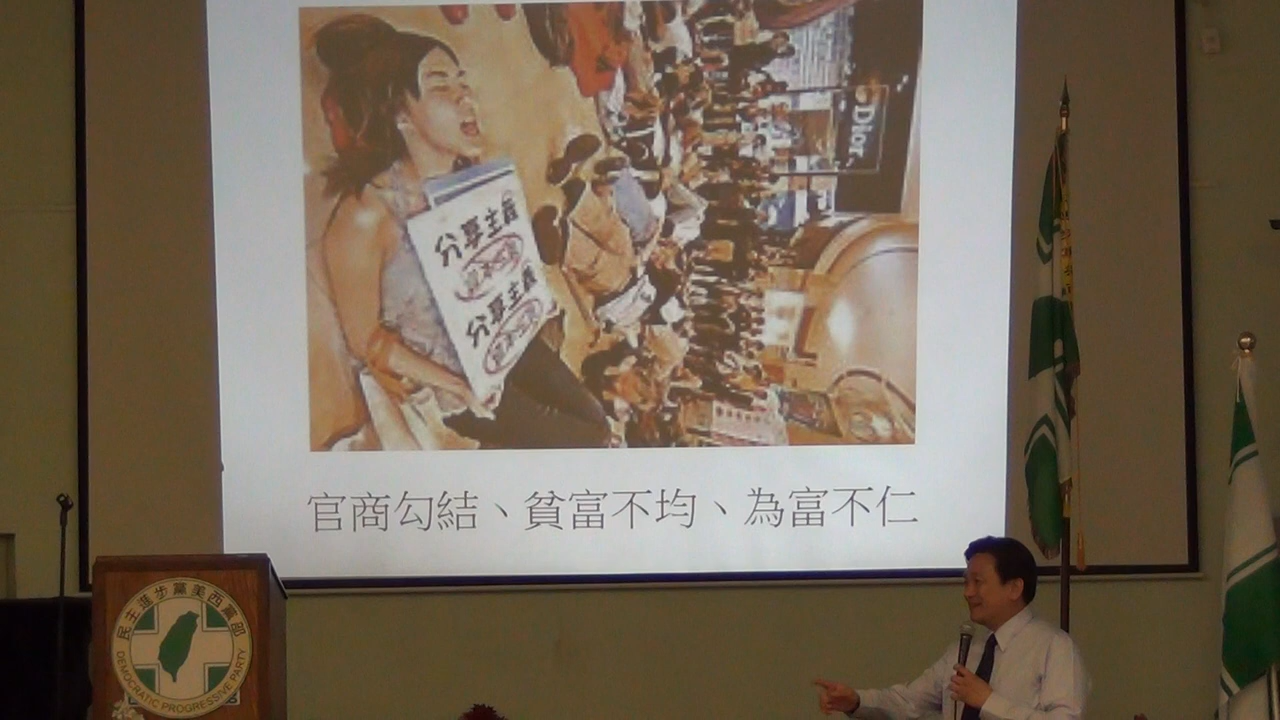 Dior
分享主義
分享主義
官商勾結、貧富不均、為富不仁
民主進步黨美西黨部
DEMOCRATIC PROGRESSIVE PARTY